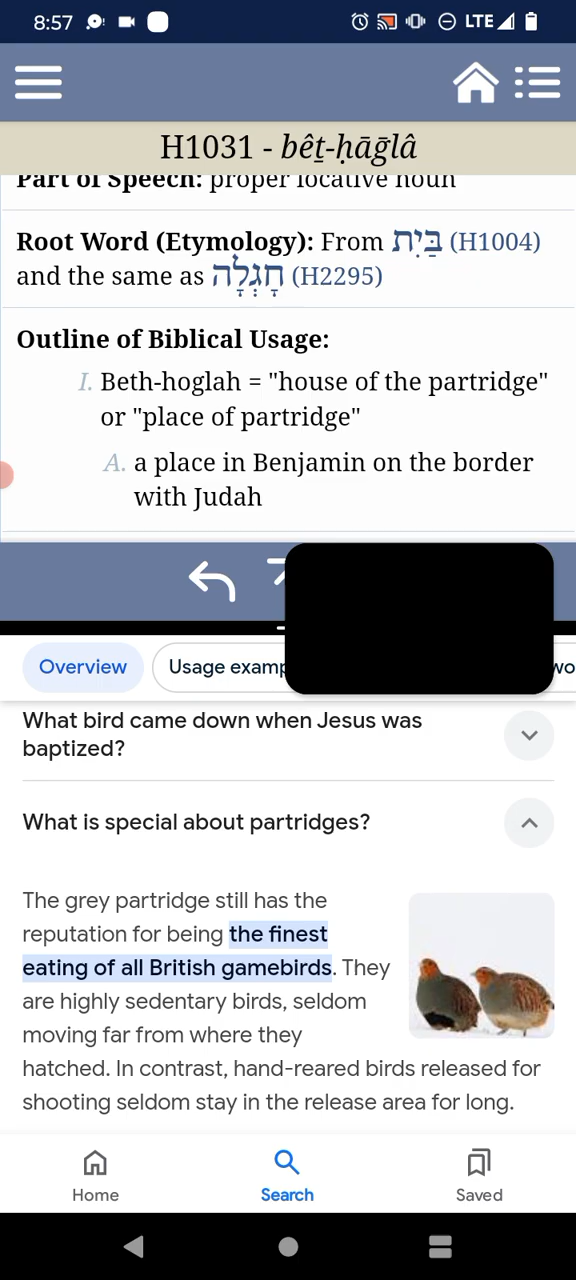 8:57 LTE
H1031 - bêṯ-ḥāḡlâ
Part of Speech: proper locative noun
Root Word (Etymology): From בַּיִת (H1004)
and the same as חָגְלָה (H2295)
Outline of Biblical Usage:
I. Beth-hoglah = "house of the partridge"
or "place of partridge"
A. a place in Benjamin on the border
with Judah
Overview Usage
What bird came down when Jesus was
baptized?
What is special about partridges?
The grey partridge still has the
reputation for being the finest
eating of all British gamebirds. They
are highly sedentary birds, seldom
moving far from where they
hatched. In contrast, hand-reared birds released for
shooting seldom stay in the release area for long.
Home Search Saved